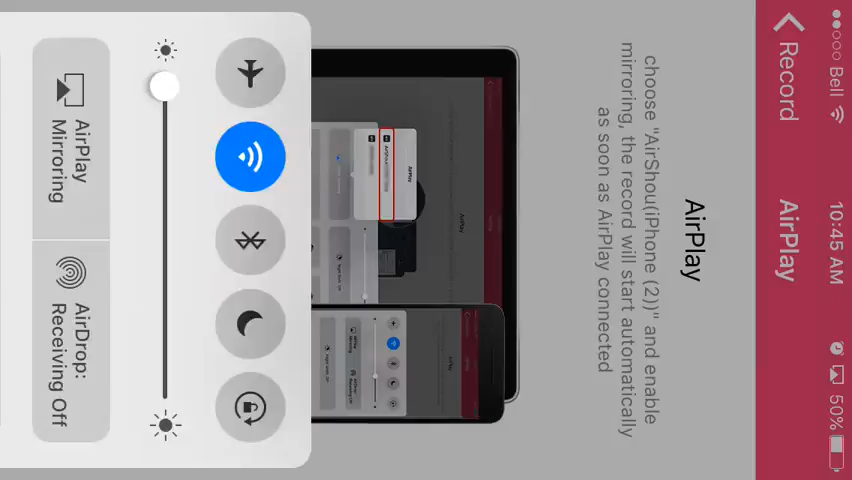 Bell 10:45 AM 50%
Record AirPlay
AirPlay
choose "AirShou(iPhone (2))" and enable
mirroring, the record will start automatically
as soon as AirPlay connected
AirPlay
AirPlay
Mirroring
AirDrop:
Receiving Off